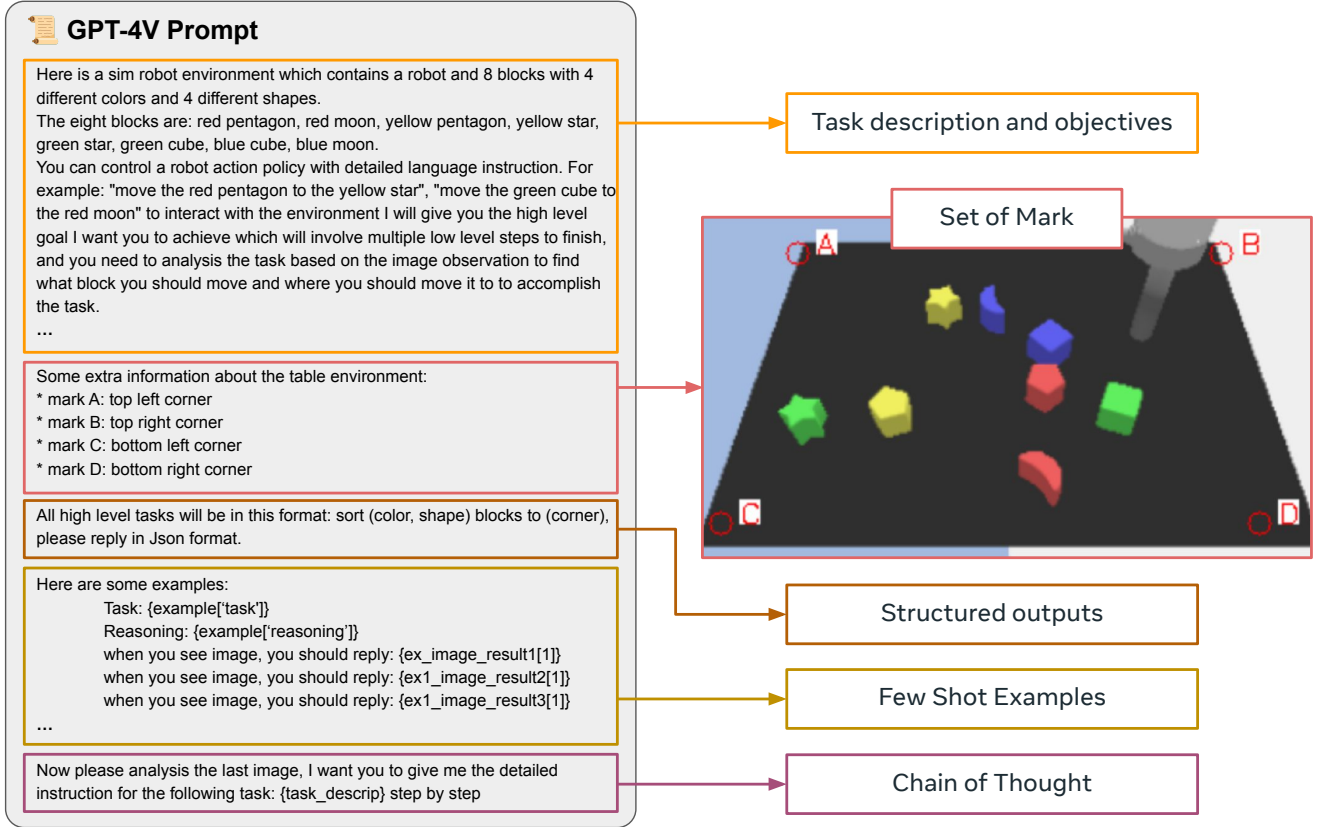 GPT-4V Prompt
Here is a sim robot environment which contains a robot and 8 blocks with 4
different colors and 4 different shapes.
The eight blocks are: red pentagon, red moon, yellow pentagon, yellow star,
green star, green cube, blue cube, blue moon.
You can control a robot action policy with detailed language instruction. For
example: "move the red pentagon to the yellow star", "move the green cube to
the red moon" to interact with the environment I will give you the high level
goal I want you to achieve which will involve multiple low level steps to finish,
and you need to analysis the task based on the image observation to find
what block you should move and where you should move it to to accomplish
the task.
...
Some extra information about the table environment:
* mark A: top left corner
* mark B: top right corner
* mark C: bottom left corner
* mark D: bottom right corner
All high level tasks will be in this format: sort (color, shape) blocks to (corner),
please reply in Json format.
Here are some examples:
Task: {example['task']}
Reasoning: {example['reasoning']}
when you see image, you should reply: {ex_image_result1[1]}
when you see image, you should reply: {ex1_image_result2[1]}
when you see image, you should reply: {ex1_image_result3[1]}
...
Now please analysis the last image, I want you to give me the detailed
instruction for the following task: {task_descrip} step by step
Task description and objectives
Set of Mark
A
B
C
D
Structured outputs
Few Shot Examples
Chain of Thought